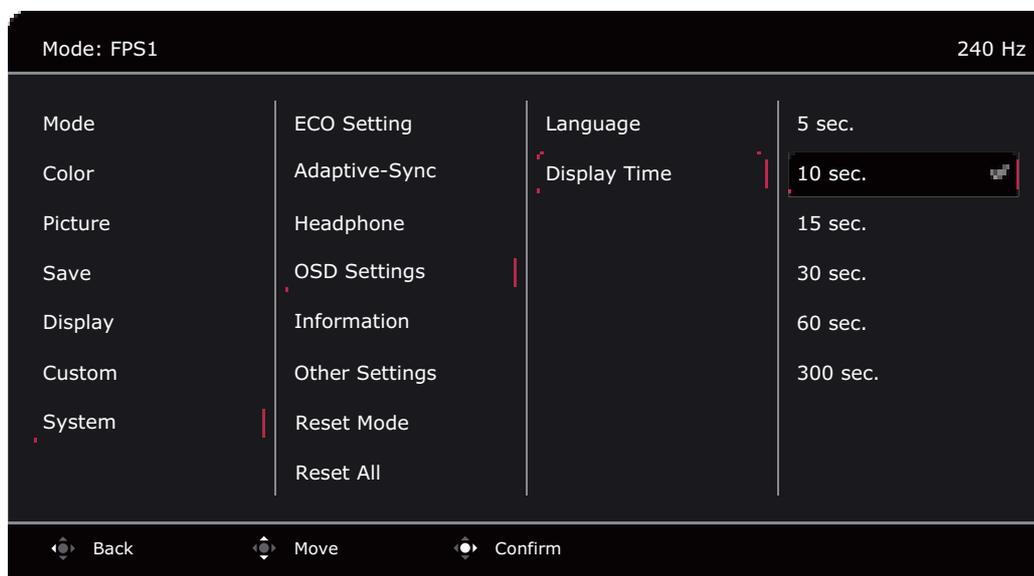 Mode: FPS1 240 Hz
Mode
Color
Picture
Save
Display
Custom
System
ECO Setting
Adaptive-Sync
Headphone
OSD Settings
Information
Other Settings
Reset Mode
Reset All
Language
Display Time
5 sec.
10 sec.
15 sec.
30 sec.
60 sec.
300 sec.
Back Move Confirm